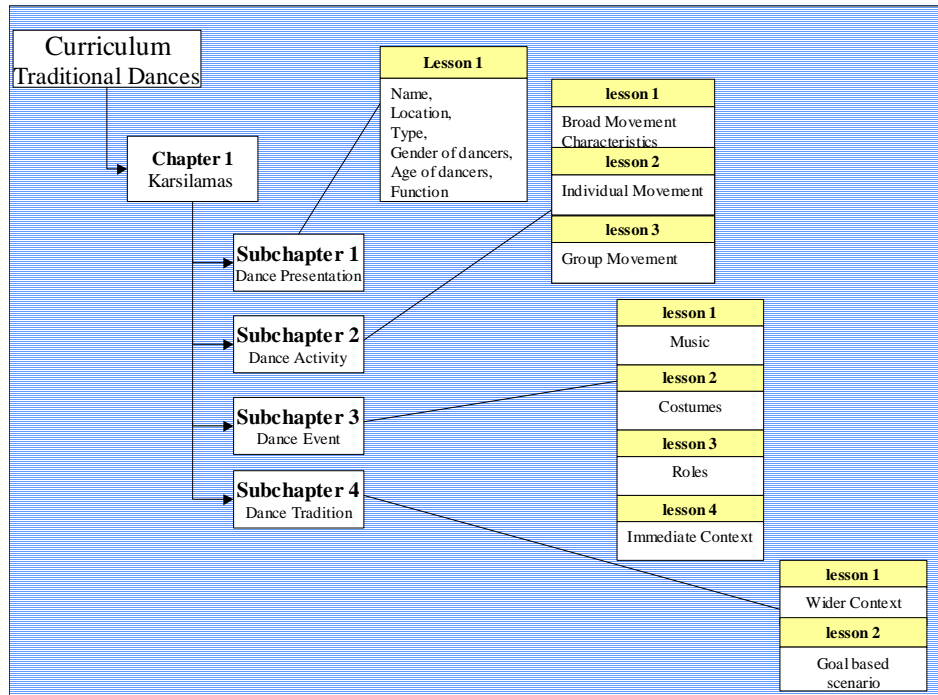 Curriculum
Traditional Dances
Chapter 1
Karsilamas
Subchapter 1
Dance Presentation
Lesson 1
Name,
Location,
Type,
Gender of dancers,
Age of dancers,
Function
Subchapter 2
Dance Activity
lesson 1
Broad Movement
Characteristics
lesson 2
Individual Movement
lesson 3
Group Movement
Subchapter 3
Dance Event
lesson 1
Music
lesson 2
Costumes
lesson 3
Roles
lesson 4
Immediate Context
Subchapter 4
Dance Tradition
lesson 1
Wider Context
lesson 2
Goal based
scenario